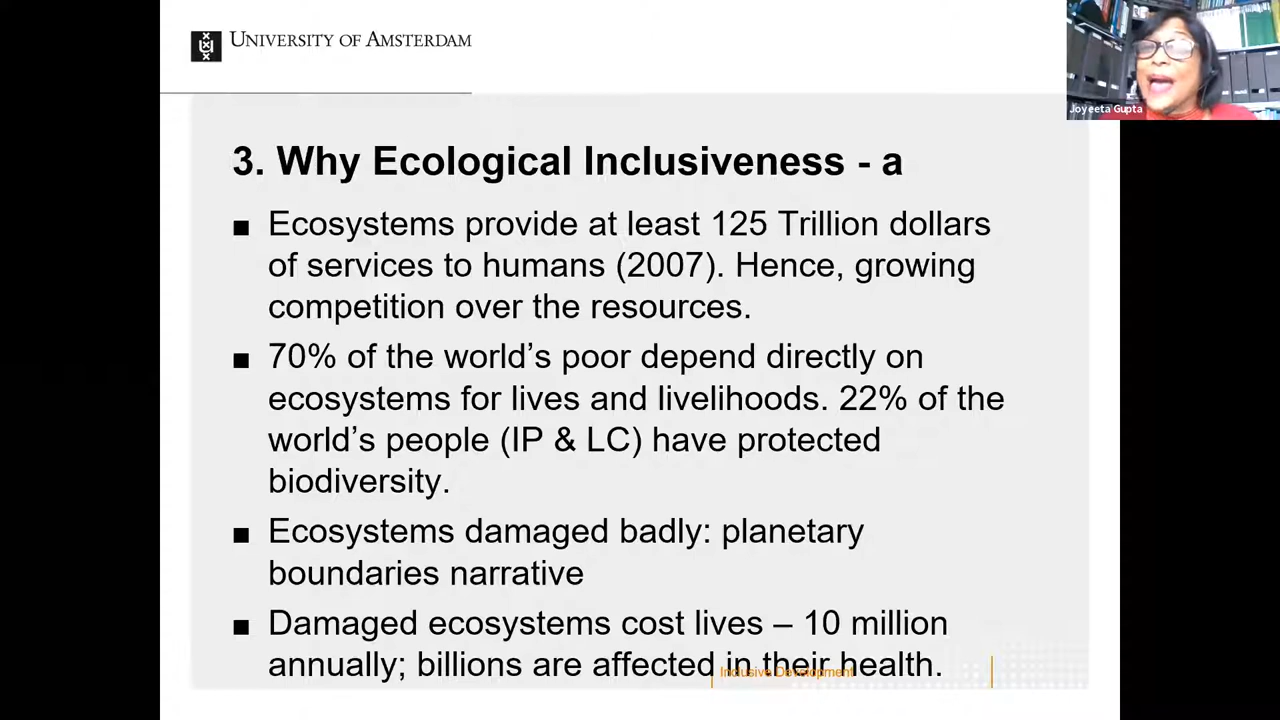 UNIVERSITY OF AMSTERDAM
Joyeeta Gupta
3. Why Ecological Inclusiveness - a
■ Ecosystems provide at least 125 Trillion dollars
of services to humans (2007). Hence, growing
competition over the resources.
■ 70% of the world's poor depend directly on
ecosystems for lives and livelihoods. 22% of the
world's people (IP & LC) have protected
biodiversity.
■ Ecosystems damaged badly: planetary
boundaries narrative
■ Damaged ecosystems cost lives – 10 million
annually; billions are affected in their health.
Inclusive Development